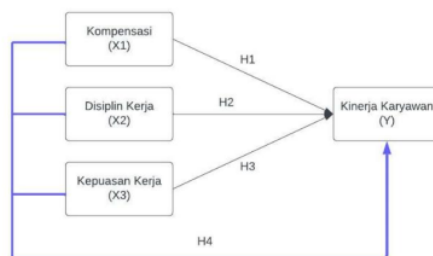 Kompensasi
(X1)
H1
Disiplin Kerja
(X2)
H2
Kinerja Karyawan
(Y)
Kepuasan Kerja
(X3)
H3
H4